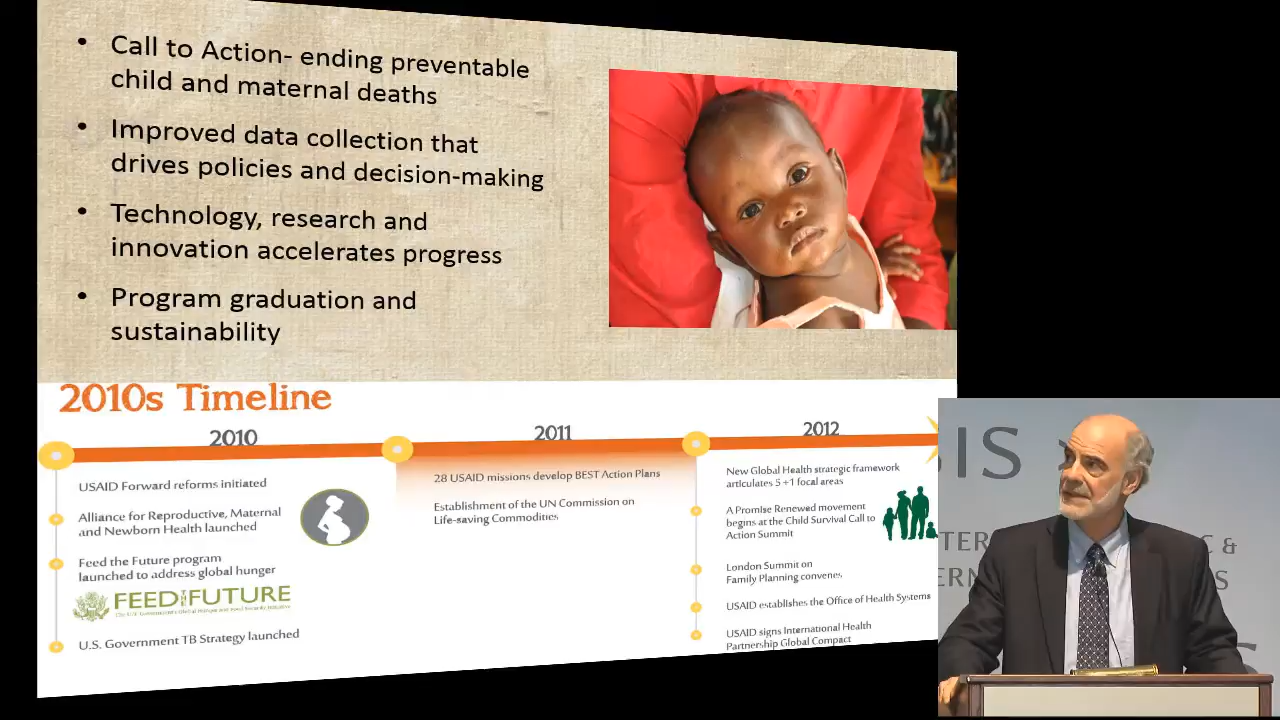 • Call to Action- ending preventable
child and maternal deaths
• Improved data collection that
drives policies and decision-making
• Technology, research and
innovation accelerates progress
• Program graduation and
sustainability
2010s Timeline
2010
USAID Forward reforms initiated
Alliance for Reproductive, Maternal
and Newborn Health launched
Feed the Future program
launched to address global hunger
FEED THE FUTURE
U.S. Government TB Strategy launched
2011
28 USAID missions develop BEST Action Plans
Establishment of the UN Commission on
Life-saving Commodities
2012
New Global Health strategic framework
articulates 5+1 focal areas
A Promise Renewed movement
begins at the Child Survival Call to
Action Summit
London Summit on
Family Planning convenes
USAID establishes the Office of Health Systems
USAID signs International Health
Partnership Global Compact
SIS
&